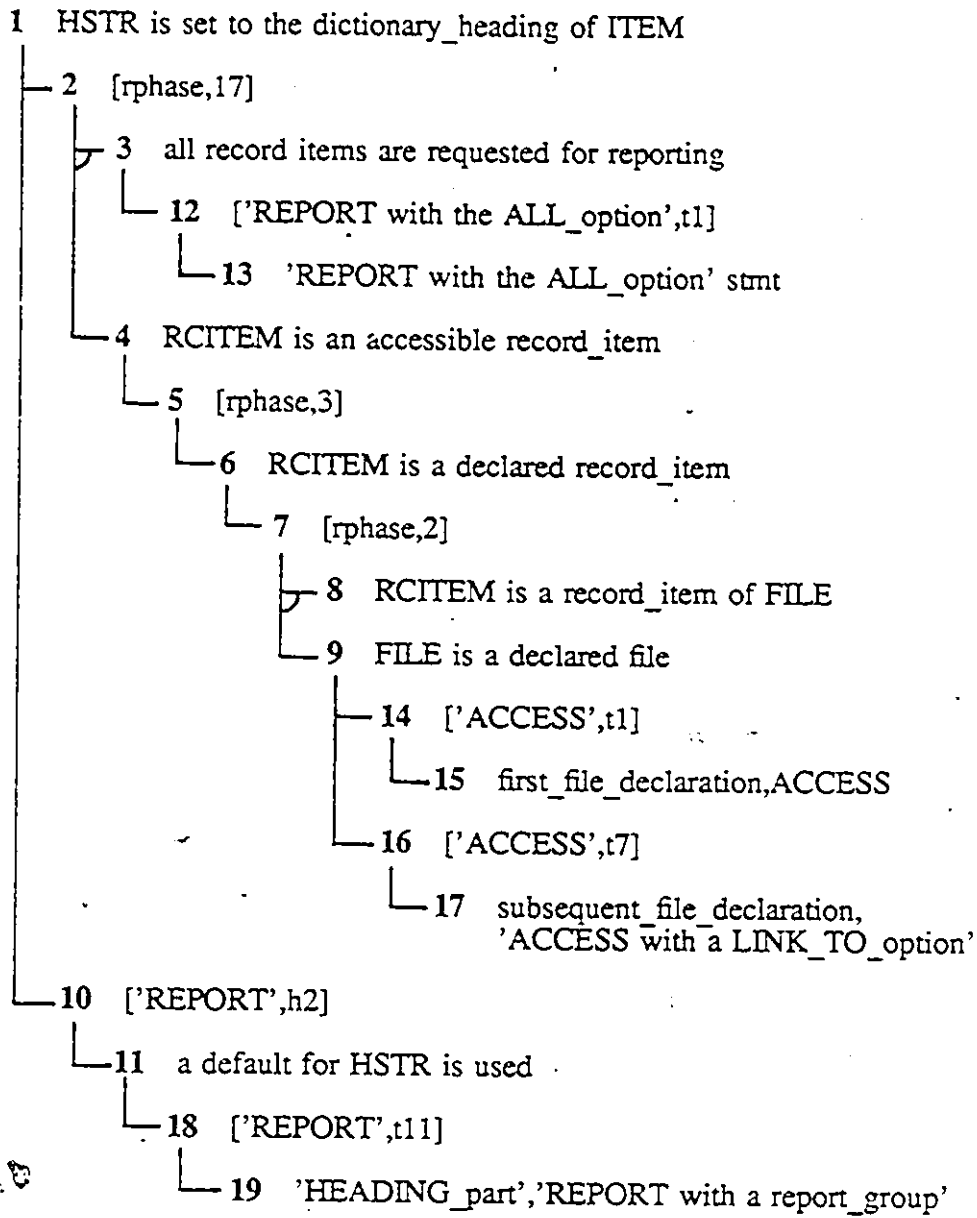 1 HSTR is set to the dictionary_heading of ITEM
2 [rphase,17]
3 all record items are requested for reporting
12 ['REPORT with the ALL_option',t1]
13 'REPORT with the ALL_option' stmt
4 RCITEM is an accessible record_item
5 [rphase,3]
6 RCITEM is a declared record_item
7 [rphase,2]
8 RCITEM is a record_item of FILE
9 FILE is a declared file
14 ['ACCESS',t1]
15 first_file_declaration,ACCESS
16 ['ACCESS',t7]
17 subsequent_file_declaration,
'ACCESS with a LINK_TO_option'
10 ['REPORT',h2]
11 a default for HSTR is used
18 ['REPORT',t11]
19 'HEADING_part','REPORT with a report_group'